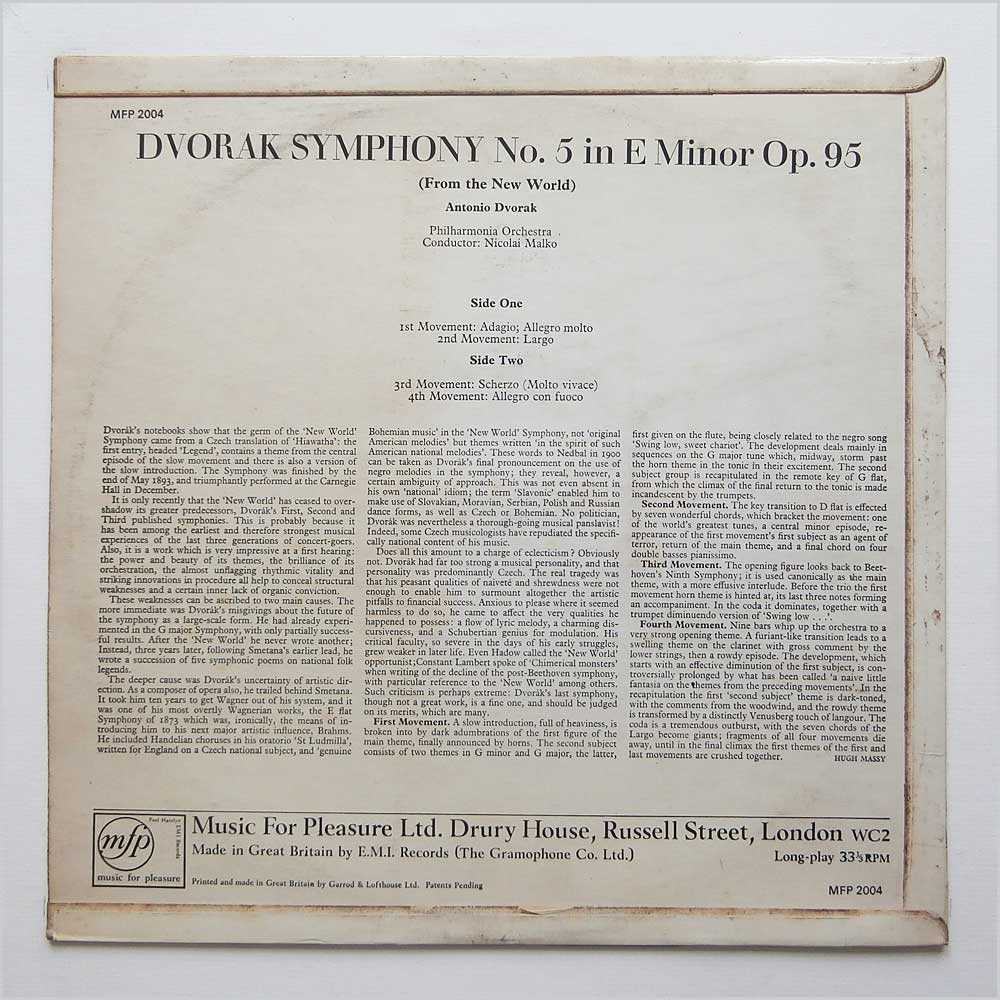 MFP 2004
DVORAK SYMPHONY No. 5 in E Minor Op. 95
(From the New World)
Antonio Dvorak
Philharmonia Orchestra
Conductor: Nicolai Malko
Side One
1st Movement: Adagio; Allegro molto
2nd Movement: Largo
Side Two
3rd Movement: Scherzo (Molto vivace)
4th Movement: Allegro con fuoco
Dvorák's notebooks show that the germ of the 'New World'
Symphony came from a Czech translation of 'Hiawatha': the
first entry, headed 'Legend', contains a theme from the central
episode of the slow movement and there is also a version of
the slow introduction. The Symphony was finished by the
end of May 1893, and triumphantly performed at the Carnegie
Hall in December.
It is only recently that the 'New World' has ceased to over-
shadow its greater predecessors, Dvorák's First, Second and
Third published symphonies. This is probably because it
has been among the earliest and therefore strongest musical
experiences of the last three generations of concert-goers.
Also, it is a work which is very impressive at a first hearing:
the power and beauty of its themes, the brilliance of its
orchestration, the almost unflagging rhythmic vitality and
striking innovations in procedure all help to conceal structural
weaknesses and a certain inner lack of organic conviction.
These weaknesses can be ascribed to two main causes. The
more immediate was Dvorák's misgivings about the future of
the symphony as a large-scale form. He had already experi-
mented in the G major Symphony, with only partially success-
ful results. After the 'New World' he never wrote another;
Instead, three years later, following Smetana's earlier lead, he
wrote a succession of five symphonic poems on national folk
legends.
The deeper cause was Dvorák's uncertainty of artistic dir-
ection. As a composer of opera also, he trailed behind Smetana.
It took him ten years to get Wagner out of his system, and it
was one of his most overtly Wagnerian works, the E flat
Symphony of 1873 which was, ironically, the means of in-
troducing him to his next major artistic influence, Brahms.
He included Handelian choruses in his oratorio 'St Ludmilla',
written for England on a Czech national subject, and 'genuine
Bohemian music' in the 'New World' Symphony, not 'original
American melodies' but themes written 'in the spirit of such
American national melodies'. These words to Nedbal in 1900
can be taken as Dvorák's final pronouncement on the use of
negro melodies in the symphony; they reveal, however, a
certain ambiguity of approach. This was not even absent in
his own 'national' idiom; the term 'Slavonic' enabled him to
make use of Slovakian, Moravian, Serbian, Polish and Russian
dance forms, as well as Czech or Bohemian. No politician,
Dvorák was nevertheless a thorough-going musical panslavist!
Indeed, some Czech musicologists have repudiated the specifi-
cally national content of his music.
Does all this amount to a charge of eclecticism? Obviously
not. Dvorák had far too strong a musical personality, and that
personality was predominantly Czech. The real tragedy was
that his peasant qualities of naiveté and shrewdness were not
enough to enable him to surmount altogether the artistic
pitfalls to financial success. Anxious to please where it seemed
harmless to do so, he came to affect the very qualities he
happened to possess: a flow of lyric melody, a charming dis-
cursiveness, and a Schubertian genius for modulation. His
critical faculty, so severe in the days of his early struggles,
grew weaker in later life. Even Hadow called the 'New World'
opportunist; Constant Lambert spoke of 'Chimerical monsters'
when writing of the decline of the post-Beethoven symphony,
with particular reference to the 'New World' among others.
Such criticism is perhaps extreme: Dvorák's last symphony,
though not a great work, is a fine one, and should be judged
on its merits, which are many.
First Movement. A slow introduction, full of heaviness, is
broken into by dark adumbrations of the first figure of the
main theme, finally announced by horns. The second subject
consists of two themes in G minor and G major, the latter,
first given on the flute, being closely related to the negro song
'Swing low, sweet chariot'. The development deals mainly in
sequences on the G major tune which, midway, storm past
the horn theme in the tonic in their excitement. The second
subject group is recapitulated in the remote key of G flat,
from which the climax of the final return to the tonic is made
incandescent by the trumpets.
Second Movement. The key transition to D flat is effected
by seven wonderful chords, which bracket the movement: one
of the world's greatest tunes, a central minor episode, re-
appearance of the first movement's first subject as an agent of
terror, return of the main theme, and a final chord on four
double basses pianissimo.
Third Movement. The opening figure looks back to Beet-
hoven's Ninth Symphony; it is used canonically as the main
theme, with a more effusive interlude. Before the trio the first
movement horn theme is hinted at, its last three notes forming
an accompaniment. In the coda it dominates, together with a
trumpet diminuendo version of 'Swing low . . .'.
Fourth Movement. Nine bars whip up the orchestra to a
very strong opening theme. A furiant-like transition leads to a
swelling theme on the clarinet with gross comment by the
lower strings, then a rowdy episode. The development, which
starts with an effective diminution of the first subject, is con-
troversially prolonged by what has been called 'a naive little
fantasia on the themes from the preceding movements'. In the
recapitulation the first 'second subject' theme is dark-toned,
with the comments from the woodwind, and the rowdy theme
is transformed by a distinctly Venusberg touch of langour. The
coda is a tremendous outburst, with the seven chords of the
Largo become giants; fragments of all four movements die
away, until in the final climax the first themes of the first and
last movements are crushed together.
HUGH MASSY
Paul Hamlyn
E.M.I. Records
mfp
music for pleasure
Music For Pleasure Ltd. Drury House, Russell Street, London WC2
Made in Great Britain by E.M.I. Records (The Gramophone Co. Ltd.)
Long-play 33⅓ RPM
Printed and made in Great Britain by Garrod & Lofthouse Ltd. Patents Pending
MFP 2004